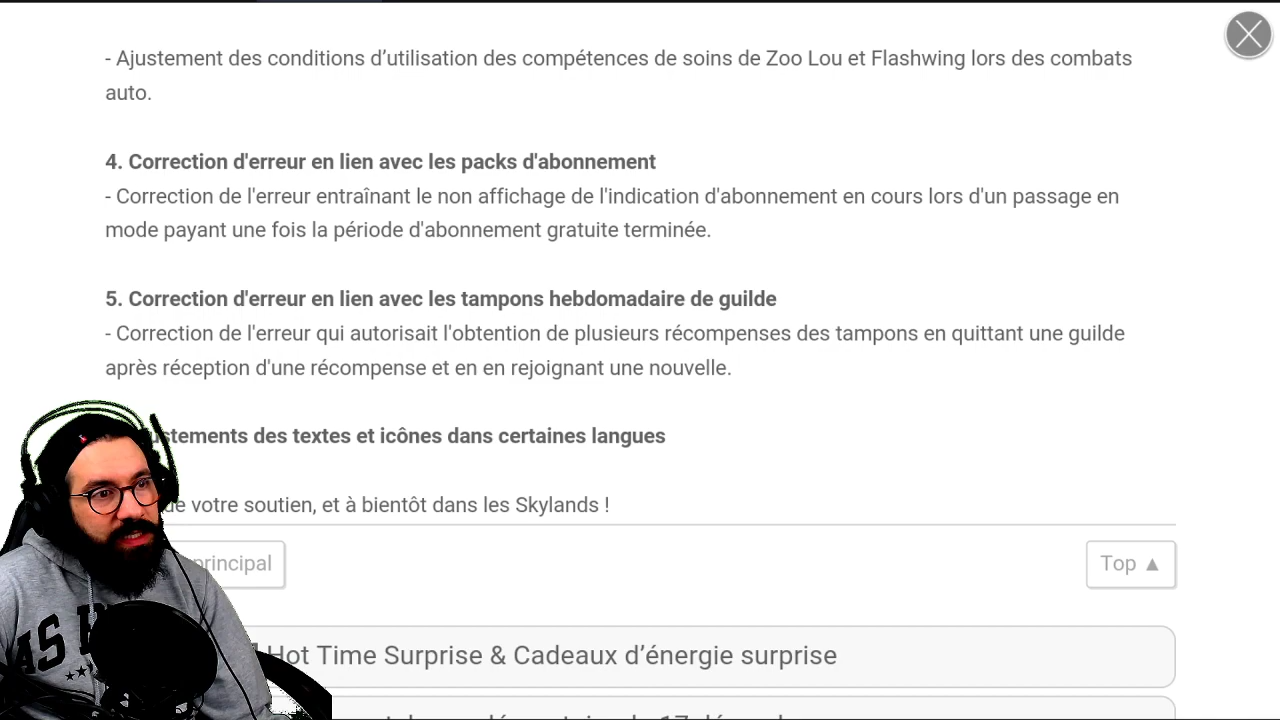 - Ajustement des conditions d’utilisation des compétences de soins de Zoo Lou et Flashwing lors des combats
auto.
4. Correction d'erreur en lien avec les packs d'abonnement
- Correction de l'erreur entraînant le non affichage de l'indication d'abonnement en cours lors d'un passage en
mode payant une fois la période d'abonnement gratuite terminée.
5. Correction d'erreur en lien avec les tampons hebdomadaire de guilde
- Correction de l'erreur qui autorisait l'obtention de plusieurs récompenses des tampons en quittant une guilde
après réception d'une récompense et en en rejoignant une nouvelle.
des textes et icônes dans certaines langues
votre soutien, et à bientôt dans les Skylands !
principal
Top ▲
Hot Time Surprise & Cadeaux d’énergie surprise
AS